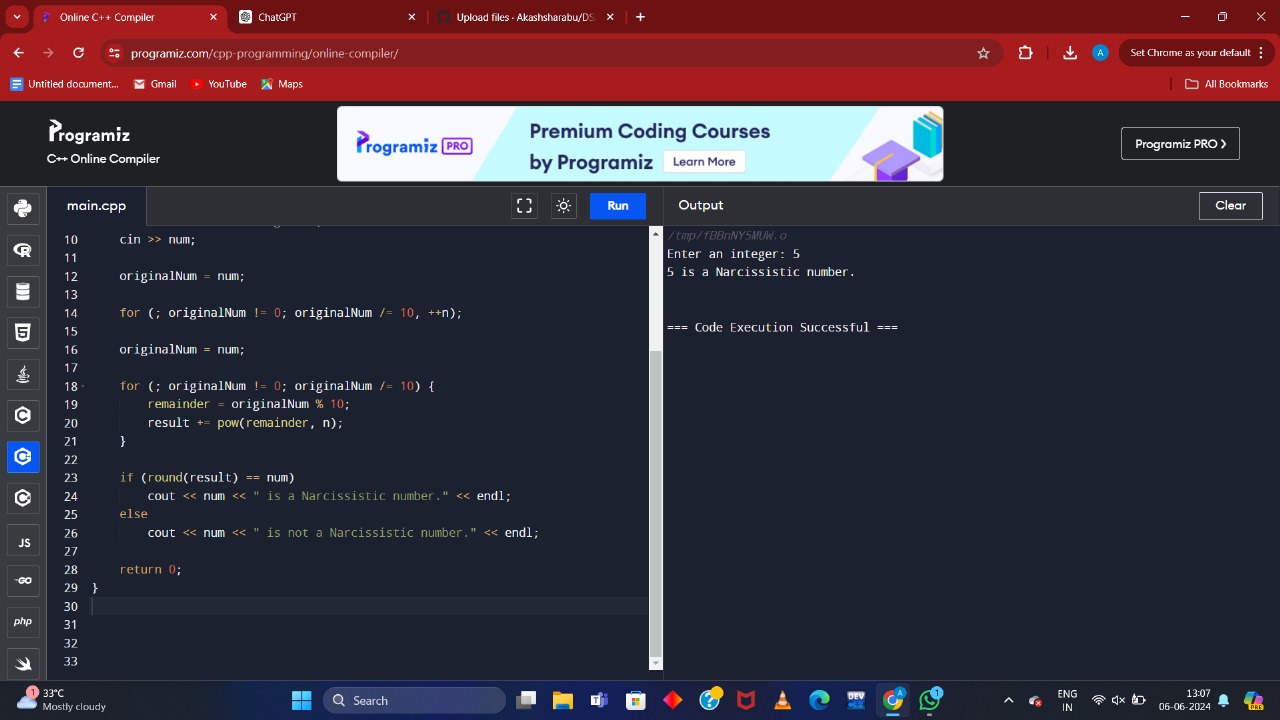 Online C++ Compiler
ChatGPT
Upload files · Akashsharabu/DS
programiz.com/cpp-programming/online-compiler/
A
Set Chrome as your default
Untitled document...
Gmail
YouTube
Maps
All Bookmarks
Programiz
C++ Online Compiler
Programiz PRO
Premium Coding Courses
by Programiz
Learn More
Programiz PRO >
main.cpp
Run
Output
Clear
10 cin >> num;
11
12 originalNum = num;
13
14 for (; originalNum != 0; originalNum /= 10, ++n);
15
16 originalNum = num;
17
18 for (; originalNum != 0; originalNum /= 10) {
19 remainder = originalNum % 10;
20 result += pow(remainder, n);
21 }
22
23 if (round(result) == num)
24 cout << num << " is a Narcissistic number." << endl;
25 else
26 cout << num << " is not a Narcissistic number." << endl;
27
28 return 0;
29 }
30
31
32
33
/tmp/fBBnNY5MUW.o
Enter an integer: 5
5 is a Narcissistic number.
=== Code Execution Successful ===
JS
GO
php
1
33°C
Mostly cloudy
Search
DEV
A
1
ENG
IN
13:07
06-06-2024